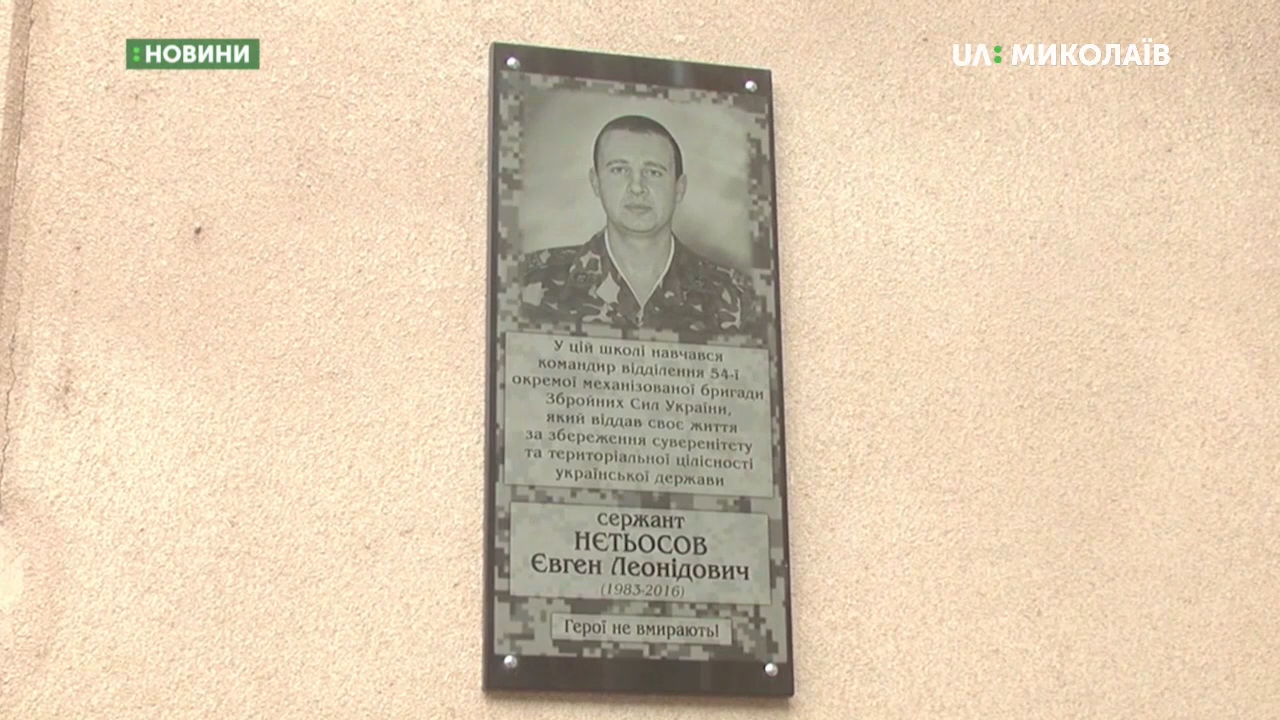 :НОВИНИ
UA: МИКОЛАЇВ
У цій школі навчався
командир відділення 54-ї
окремої механізованої бригади
Збройних Сил України,
який віддав своє життя
за збереження суверенітету
та територіальної цілісності
української держави
сержант
НЄТЬОСОВ
Євген Леонідович
(1983-2016)
Герої не вмирають!